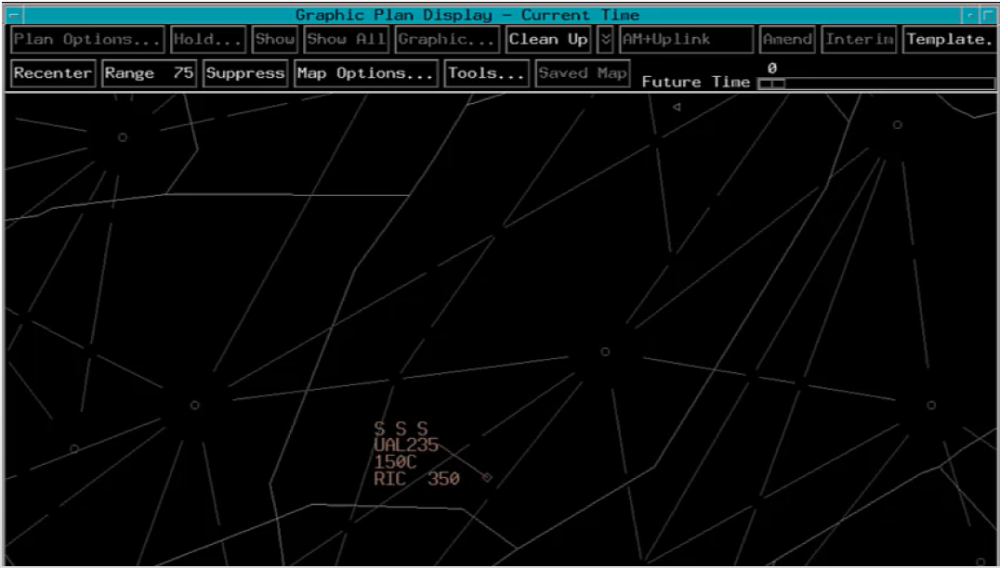 Graphic Plan Display - Current Time
Plan Options... Hold... Show Show All Graphic... Clean Up AM+Uplink Amend Interim Template.
Recenter Range 75 Suppress Map Options... Tools... Saved Map Future Time 0
S S S
UAL235
150C
RIC 350